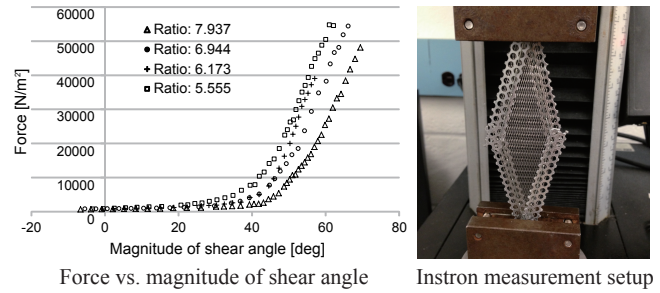 60000
50000
40000
30000
20000
10000
0
Force [N/m²]
Ratio: 7.937
Ratio: 6.944
Ratio: 6.173
Ratio: 5.555
-20
0
20
40
60
80
Magnitude of shear angle [deg]
Force vs. magnitude of shear angle
Instron measurement setup